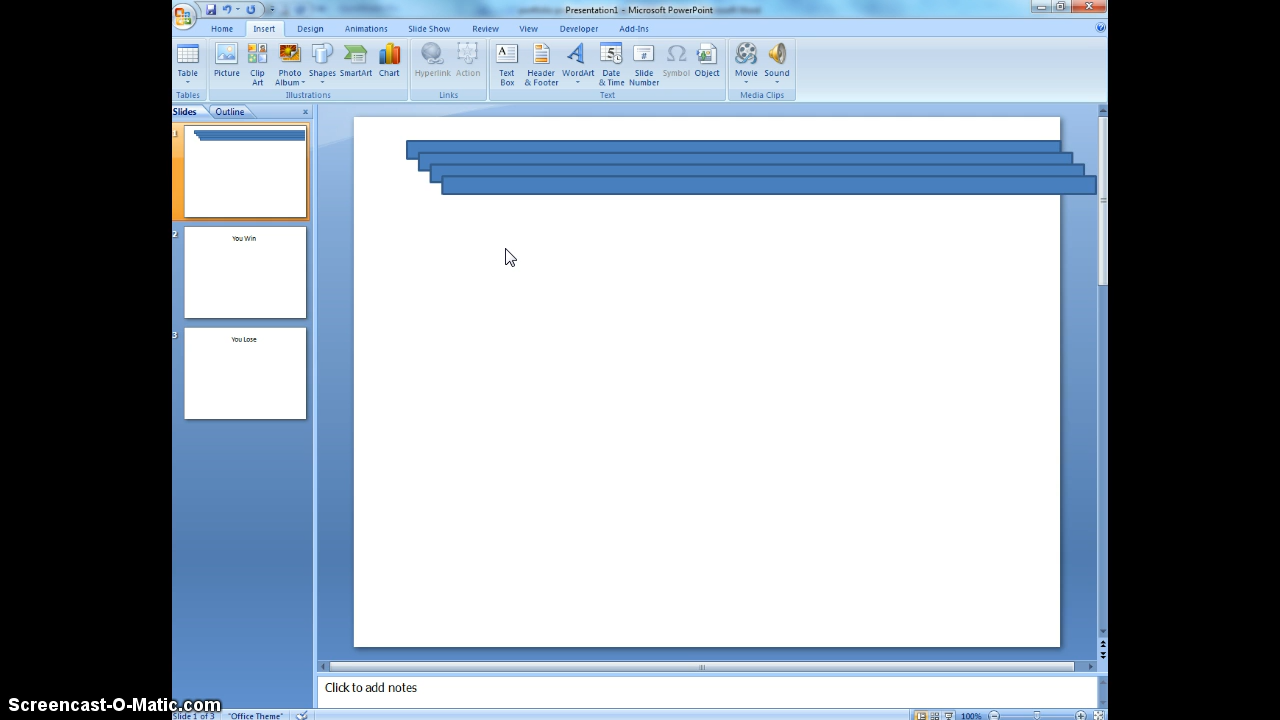 Presentation1 - Microsoft PowerPoint
Home Insert Design Animations Slide Show Review View Developer Add-Ins
Table Picture Clip Art Photo Album Shapes SmartArt Chart Hyperlink Action Text Box Header & Footer WordArt Date & Time Slide Number Symbol Object Movie Sound
Tables Illustrations Links Text Media Clips
Slides Outline x
1
2
You Win
3
You Lose
Click to add notes
Screencast-O-Matic.com
Slide 1 of 3 "Office Theme" 100%